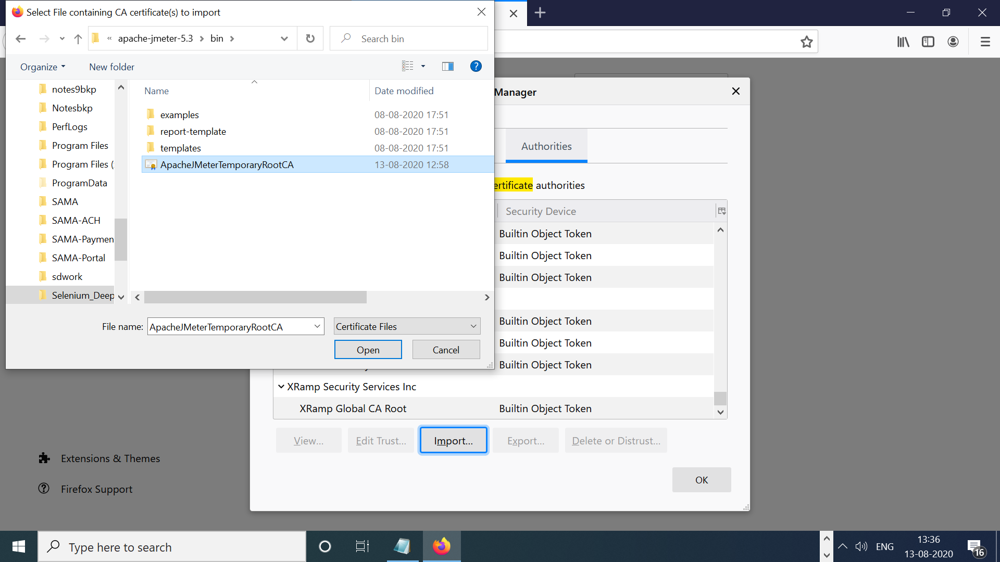 Select File containing CA certificate(s) to import
« apache-jmeter-5.3 > bin >
Search bin
Organize
New folder
notes9bkp
Notesbkp
PerfLogs
Program Files
Program Files (
ProgramData
SAMA
SAMA-ACH
SAMA-Paymen
SAMA-Portal
sdwork
Selenium_Deep
Name Date modified
examples 08-08-2020 17:51
report-template 08-08-2020 17:51
templates 08-08-2020 17:51
ApacheJMeterTemporaryRootCA 13-08-2020 12:58
File name: ApacheJMeterTemporaryRootCA
Certificate Files
Open
Cancel
Manager
Authorities
ertificate authorities
Security Device
Builtin Object Token
Builtin Object Token
Builtin Object Token
Builtin Object Token
Builtin Object Token
Builtin Object Token
XRamp Security Services Inc
XRamp Global CA Root Builtin Object Token
View...
Edit Trust...
Import...
Export...
Delete or Distrust...
OK
Extensions & Themes
Firefox Support
Type here to search
ENG
13:36
13-08-2020
16